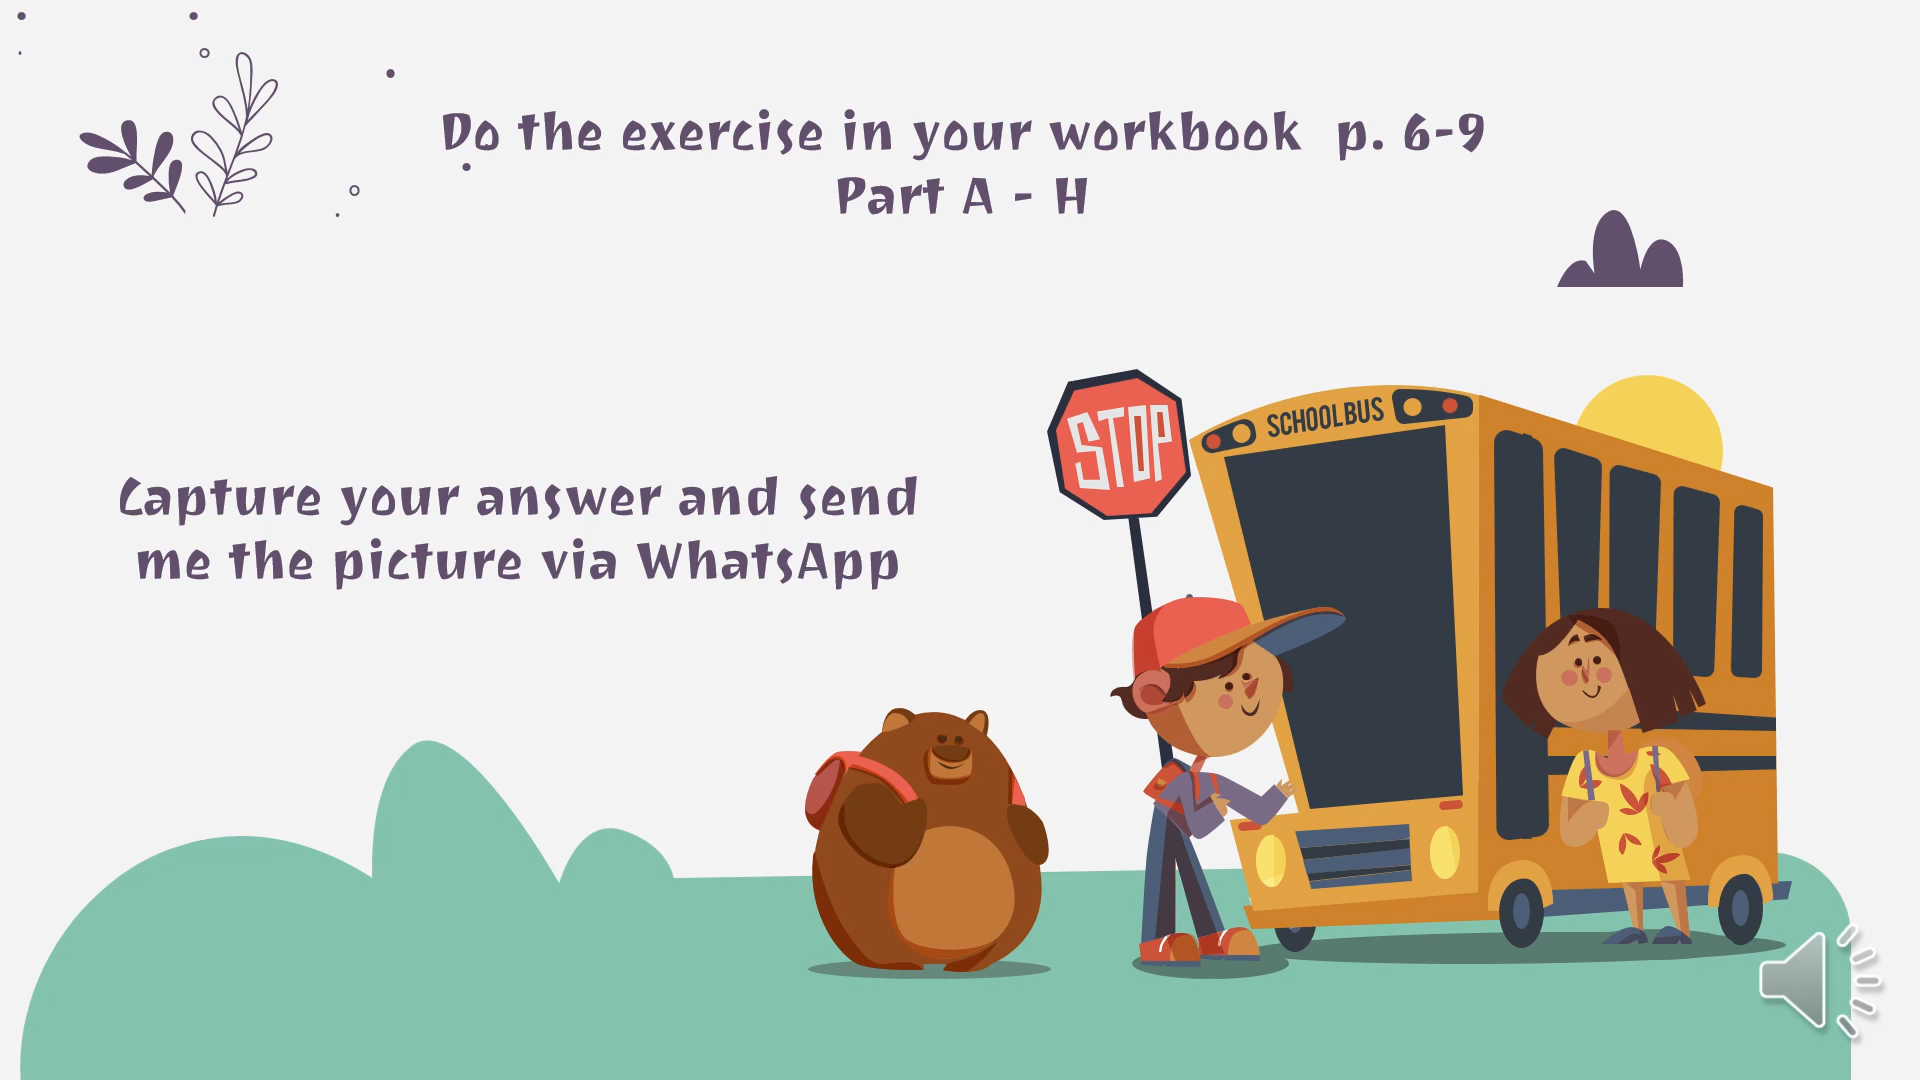 Do the exercise in your workbook p. 6-9
Part A - H
STOP
SCHOOLBUS
Capture your answer and send
me the picture via WhatsApp